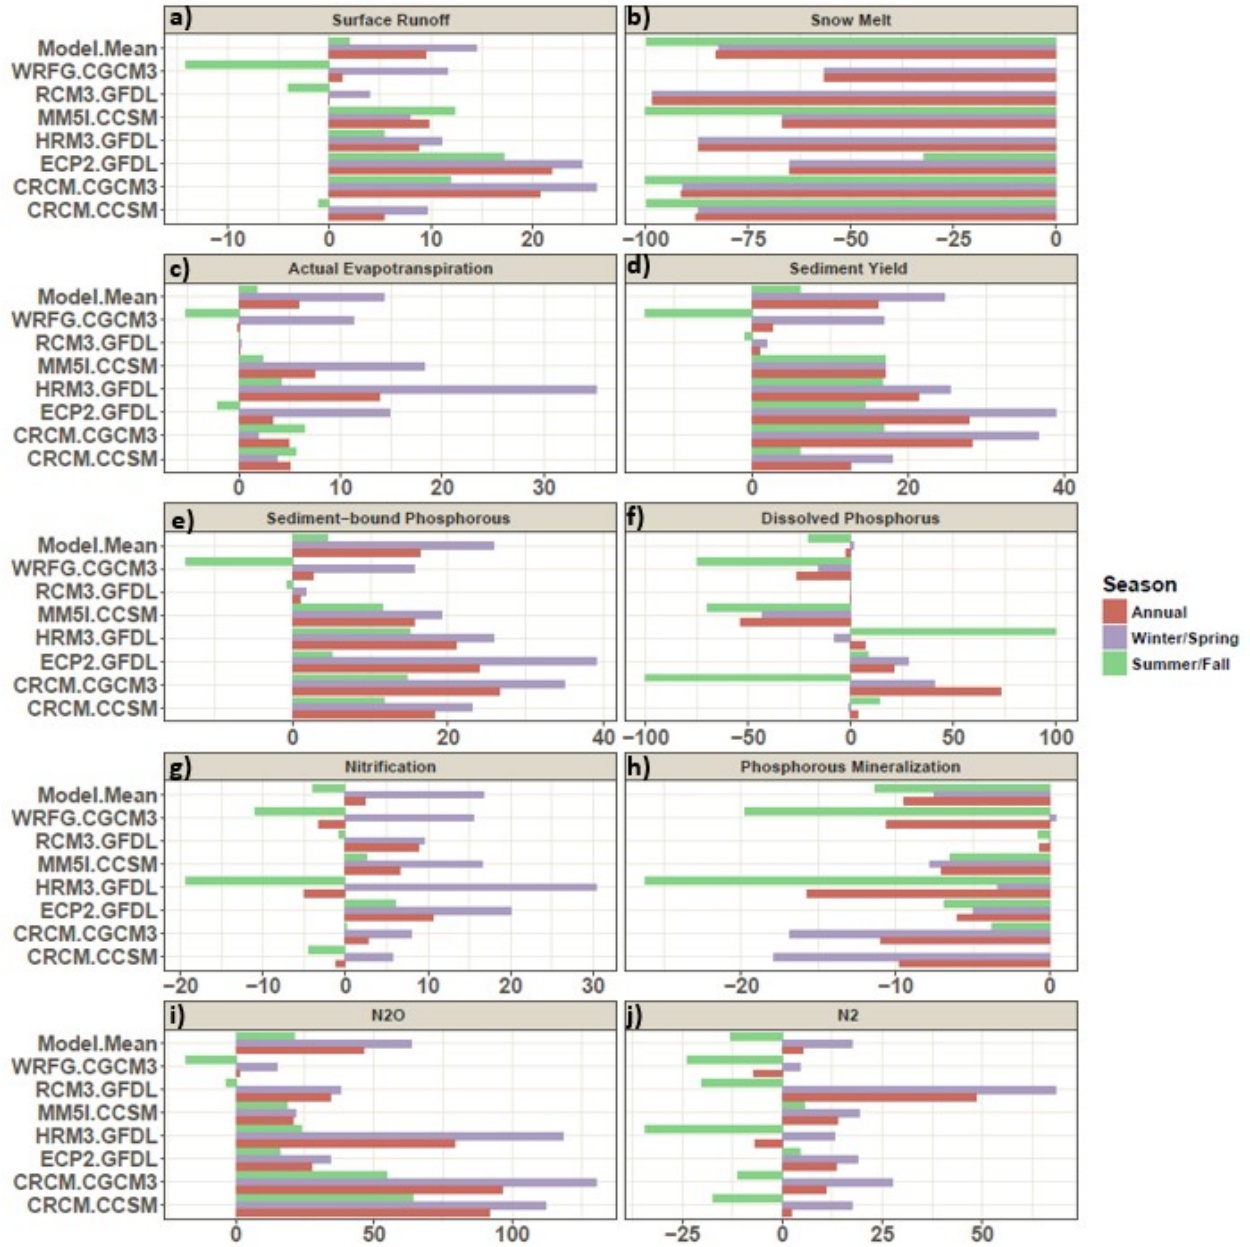 a) Surface Runoff
Model.Mean
WRFG.CGCM3
RCM3.GFDL
MM5I.CCSM
HRM3.GFDL
ECP2.GFDL
CRCM.CGCM3
CRCM.CCSM
−10 0 10 20
b) Snow Melt
−100 −75 −50 −25 0
c) Actual Evapotranspiration
Model.Mean
WRFG.CGCM3
RCM3.GFDL
MM5I.CCSM
HRM3.GFDL
ECP2.GFDL
CRCM.CGCM3
CRCM.CCSM
0 10 20 30
d) Sediment Yield
0 20 40
e) Sediment−bound Phosphorous
Model.Mean
WRFG.CGCM3
RCM3.GFDL
MM5I.CCSM
HRM3.GFDL
ECP2.GFDL
CRCM.CGCM3
CRCM.CCSM
0 20 40
f) Dissolved Phosphorus
−100 −50 0 50 100
Season
Annual
Winter/Spring
Summer/Fall
g) Nitrification
Model.Mean
WRFG.CGCM3
RCM3.GFDL
MM5I.CCSM
HRM3.GFDL
ECP2.GFDL
CRCM.CGCM3
CRCM.CCSM
−20 −10 0 10 20 30
h) Phosphorous Mineralization
−20 −10 0
i) N2O
Model.Mean
WRFG.CGCM3
RCM3.GFDL
MM5I.CCSM
HRM3.GFDL
ECP2.GFDL
CRCM.CGCM3
CRCM.CCSM
0 50 100
j) N2
−25 0 25 50